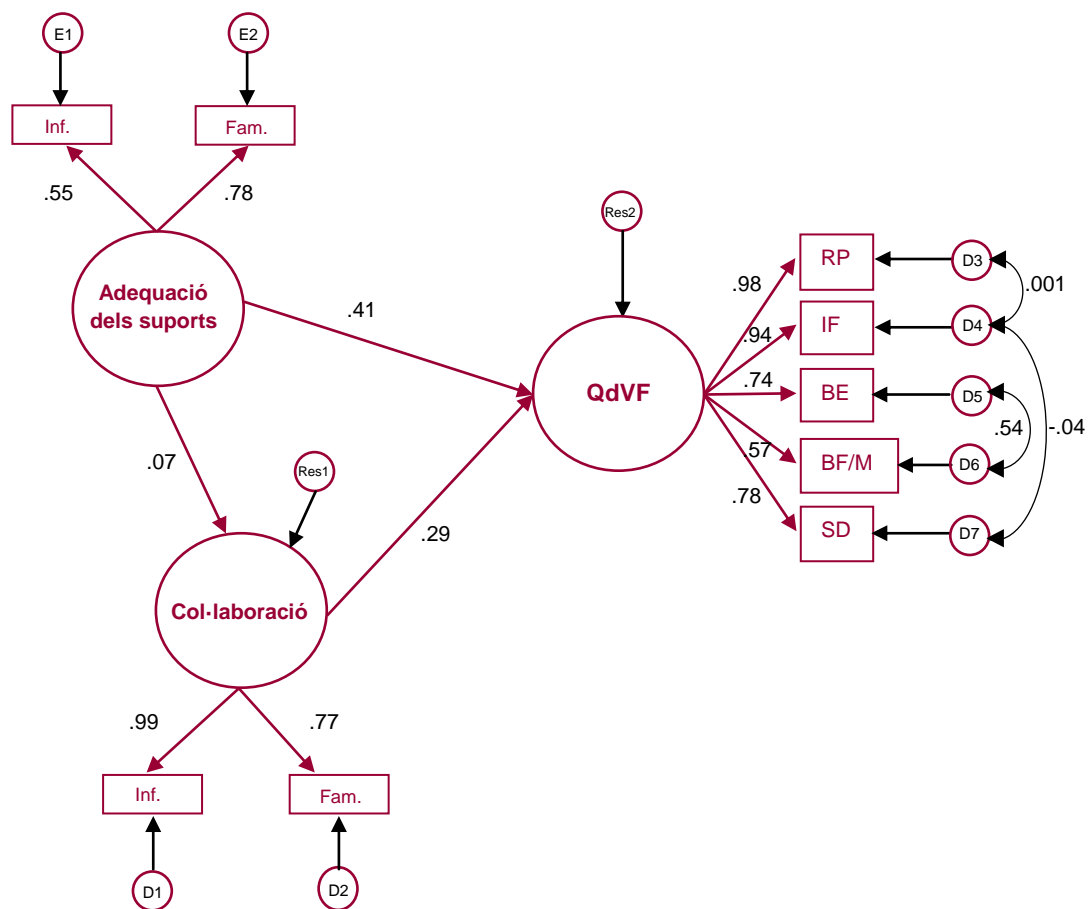 E1
E2
Inf.
Fam.
.55
.78
Res2
RP
D3
.98
.001
Adequació
dels suports
.41
IF
D4
.94
QdVF
.74
BE
D5
.54
-.04
.57
BF/M
D6
.07
Res1
.78
SD
D7
.29
Col·laboració
.99
.77
Inf.
Fam.
D1
D2